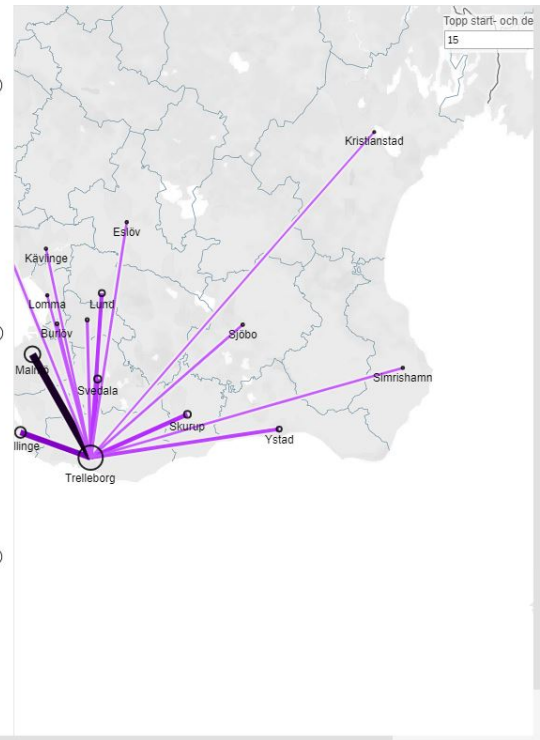 Topp start- och de
15
Kristianstad
Eslöv
Kävlinge
Lomma
Lund
Burlöv
Sjöbo
Malmö
Simrishamn
Svedala
Skurup
Ystad
llinge
Trelleborg